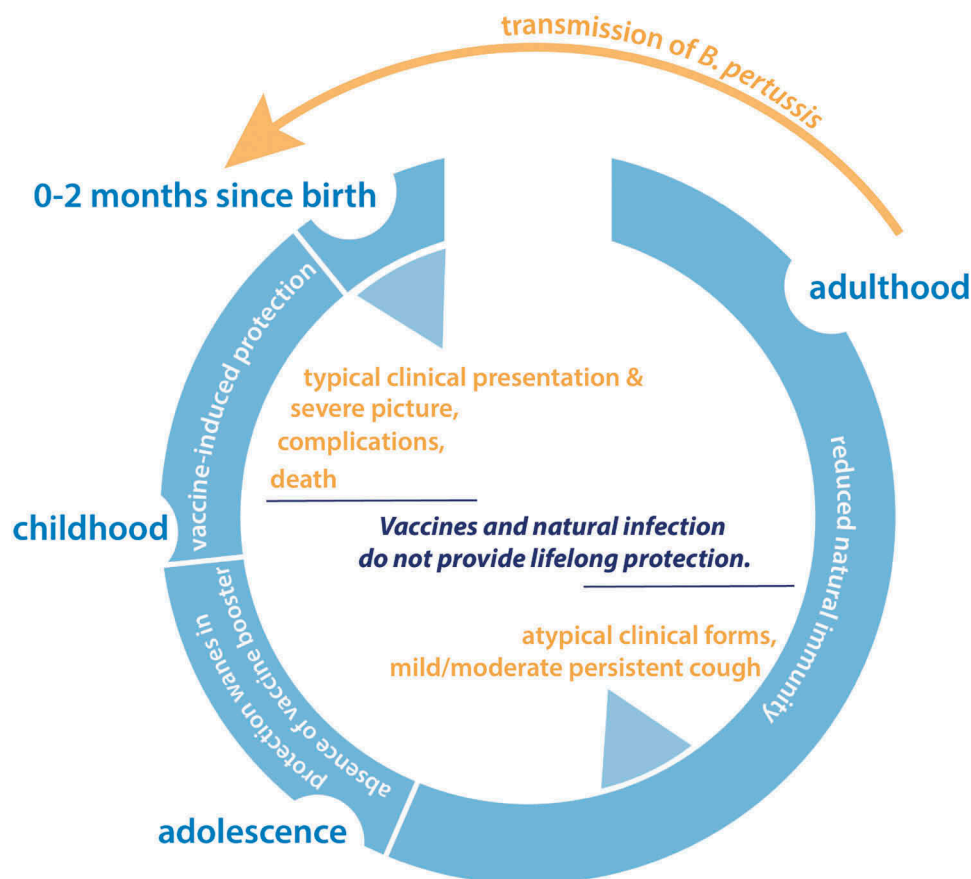 transmission of B. pertussis
0-2 months since birth
adulthood
vaccine-induced protection
typical clinical presentation &
severe picture,
complications,
death
childhood
Vaccines and natural infection
do not provide lifelong protection.
reduced natural immunity
protection wanes in
absence of vaccine booster
atypical clinical forms,
mild/moderate persistent cough
adolescence